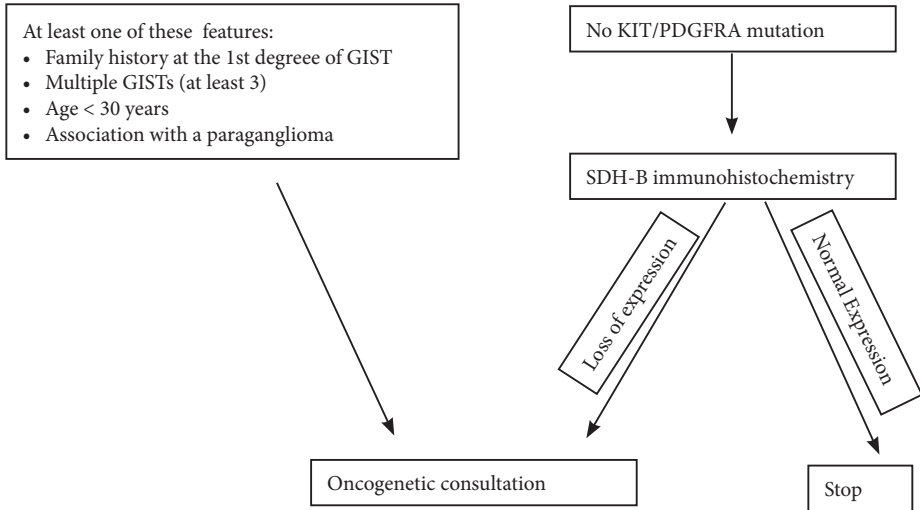 At least one of these features:
• Family history at the 1st degreee of GIST
• Multiple GISTs (at least 3)
• Age < 30 years
• Association with a paraganglioma
No KIT/PDGFRA mutation
SDH-B immunohistochemistry
Loss of expression
Normal Expression
Oncogenetic consultation
Stop